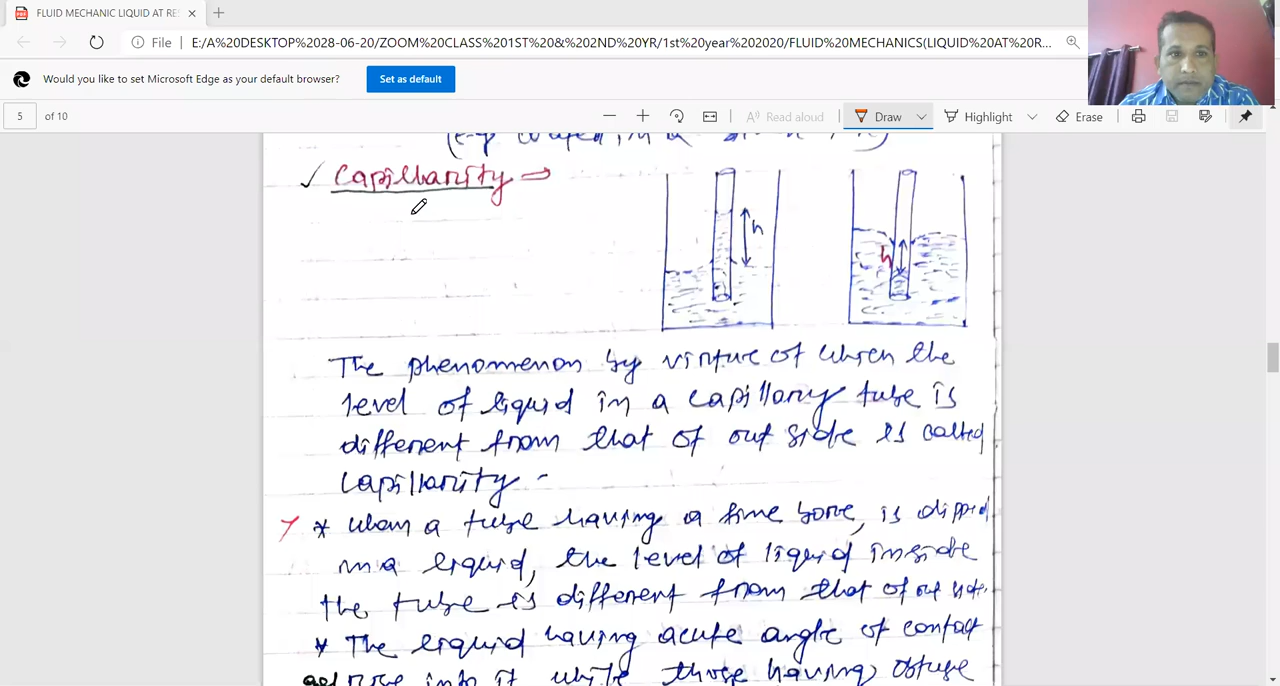 FLUID MECHANIC LIQUID AT RE
File E:/A%20DESKTOP%2028-06-20/ZOOM%20CLASS%201ST%20&%202ND%20YR/1st%20year%202020/FLUID%20MECHANICS(LIQUID%20AT%20R...
Would you like to set Microsoft Edge as your default browser? Set as default
5 of 10 Read aloud Draw Highlight Erase
Capillarity
h
h
The phenomenon by virtue of which the
level of liquid in a capillary tube is
different from that of out side is called
Capillarity
* When a tube having a fine bore, is dipped
in a liquid, the level of liquid inside
the tube is different from that of out side.
* The liquid having acute angle of contact
rise into it while those having obtuse